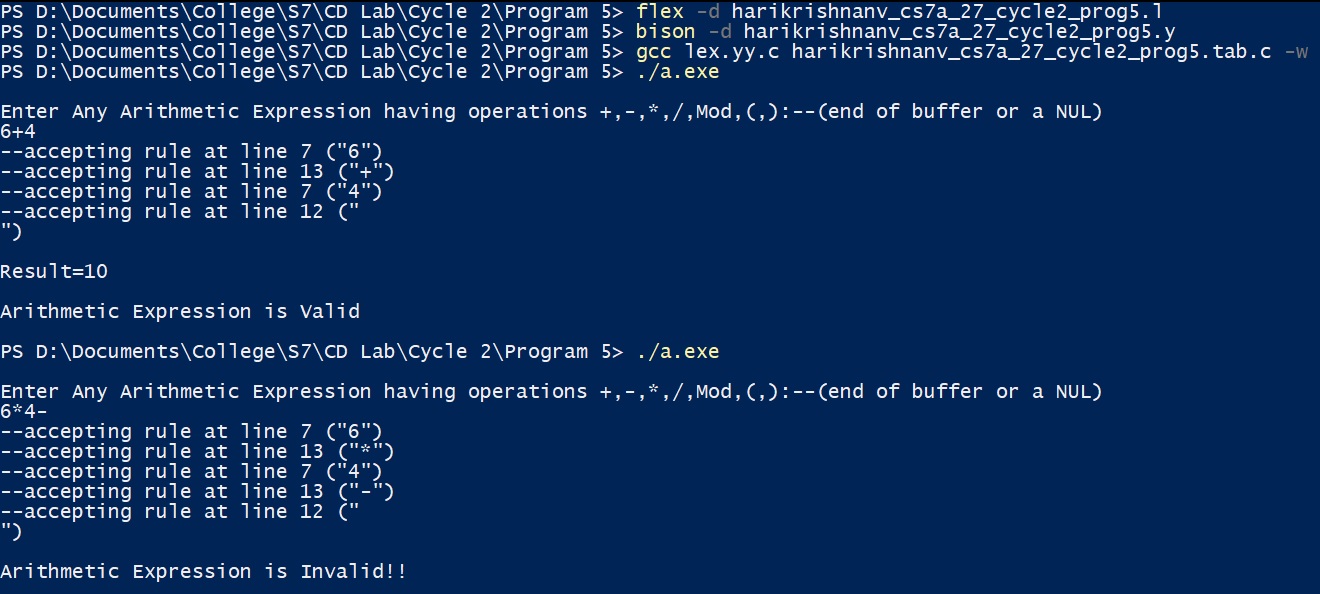 PS D:\Documents\College\S7\CD Lab\Cycle 2\Program 5> flex -d harikrishnanv_cs7a_27_cycle2_prog5.l
PS D:\Documents\College\S7\CD Lab\Cycle 2\Program 5> bison -d harikrishnanv_cs7a_27_cycle2_prog5.y
PS D:\Documents\College\S7\CD Lab\Cycle 2\Program 5> gcc lex.yy.c harikrishnanv_cs7a_27_cycle2_prog5.tab.c -w
PS D:\Documents\College\S7\CD Lab\Cycle 2\Program 5> ./a.exe
Enter Any Arithmetic Expression having operations +,-,*,/,Mod,(,):--(end of buffer or a NUL)
6+4
--accepting rule at line 7 ("6")
--accepting rule at line 13 ("+")
--accepting rule at line 7 ("4")
--accepting rule at line 12 ("
")
Result=10
Arithmetic Expression is Valid
PS D:\Documents\College\S7\CD Lab\Cycle 2\Program 5> ./a.exe
Enter Any Arithmetic Expression having operations +,-,*,/,Mod,(,):--(end of buffer or a NUL)
6*4-
--accepting rule at line 7 ("6")
--accepting rule at line 13 ("*")
--accepting rule at line 7 ("4")
--accepting rule at line 13 ("-")
--accepting rule at line 12 ("
")
Arithmetic Expression is Invalid!!